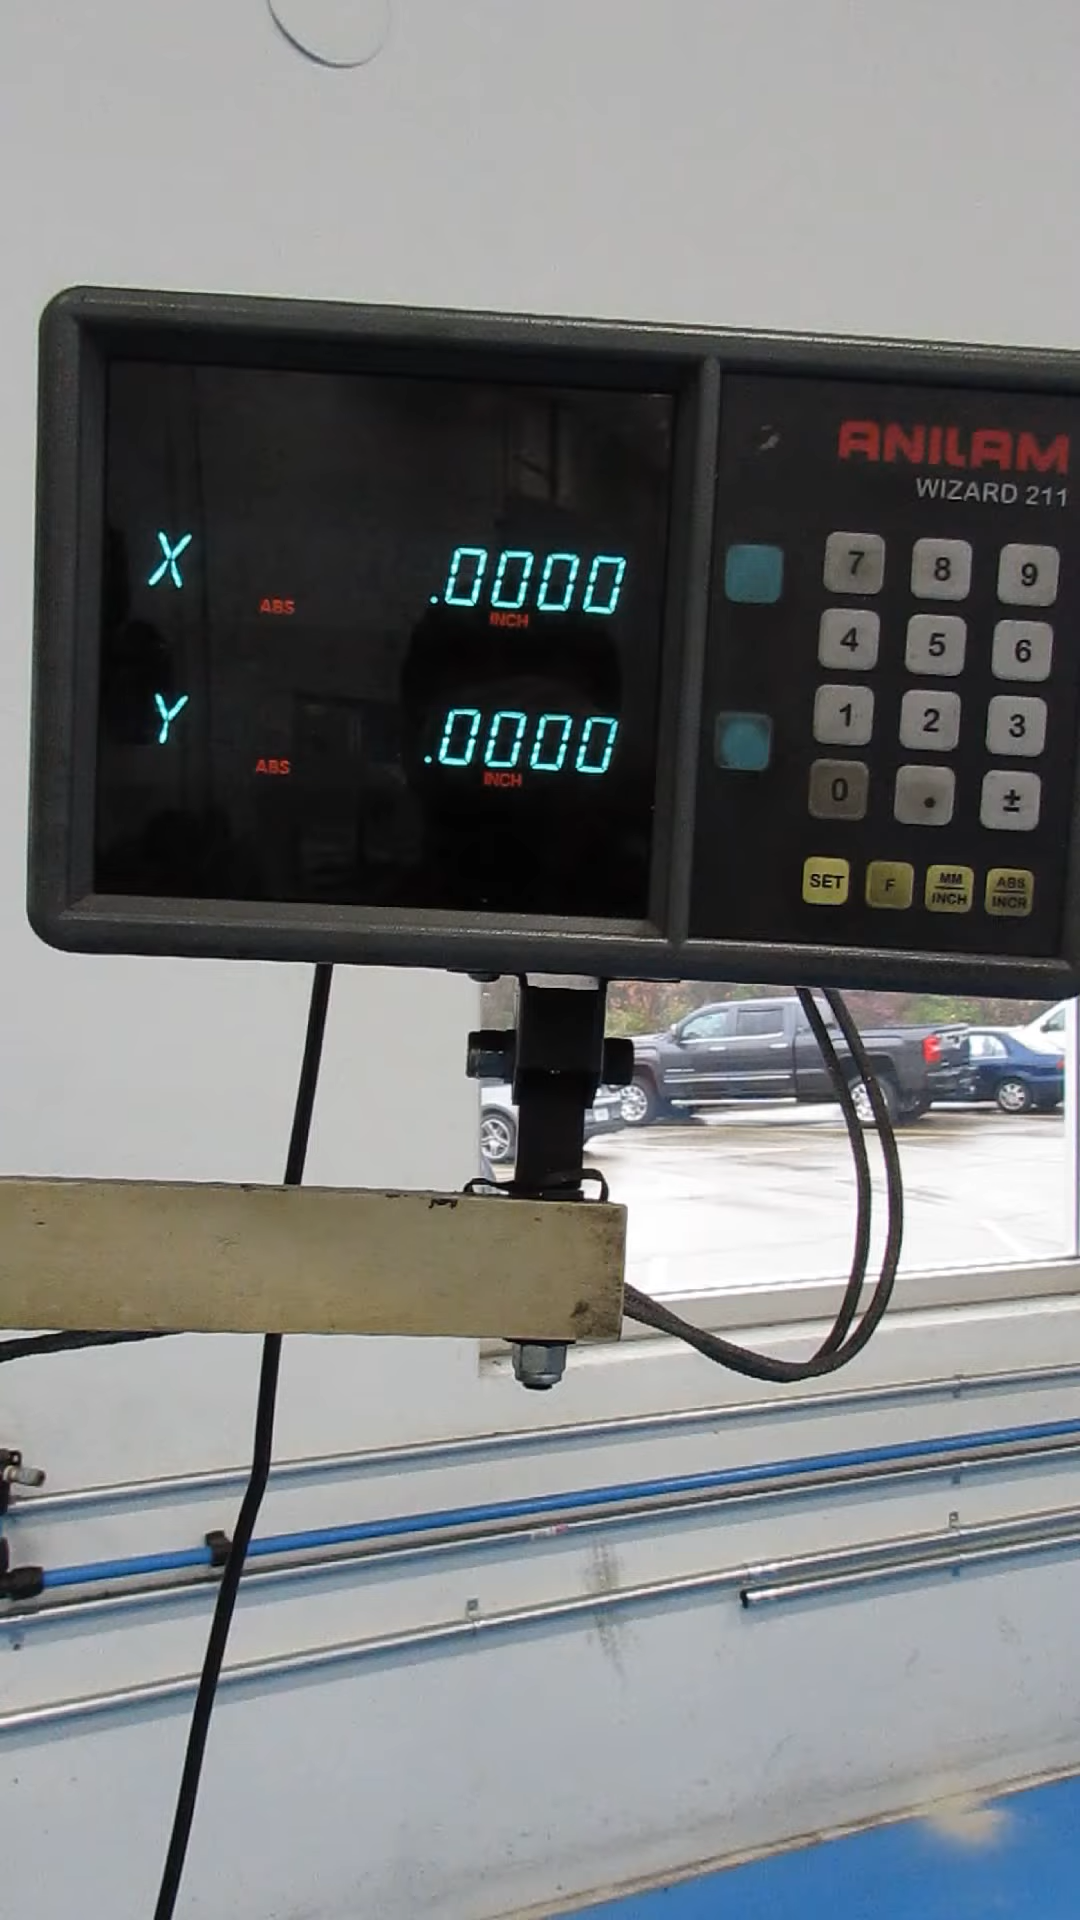 ANILAM
WIZARD 211
X ABS .0000 INCH
Y ABS .0000 INCH
7 8 9
4 5 6
1 2 3
0 . ±
SET F MM INCH ABS INCR